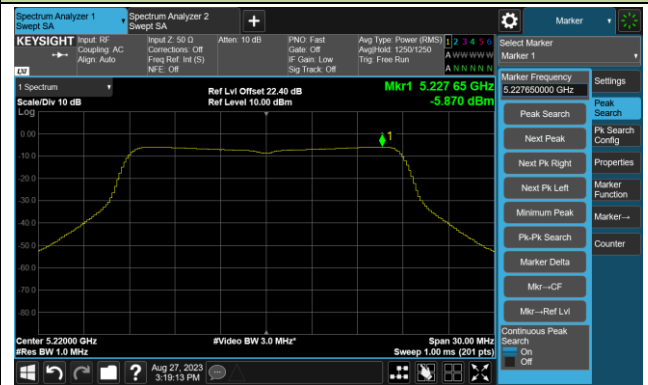 Spectrum Analyzer 1
Swept SA
Spectrum Analyzer 2
Swept SA
+
Marker
KEYSIGHT
Input: RF
Coupling: AC
Align: Auto
Input Z: 50 Ω
Corrections: Off
Freq Ref: Int (S)
NFE: Off
Atten: 10 dB
PNO: Fast
Gate: Off
IF Gain: Low
Sig Track: Off
Avg Type: Power (RMS)
Avg|Hold: 1250/1250
Trig: Free Run
1 2 3 4 5 6
A W W W W W
A N N N N N
LXI
Select Marker
Marker 1
1 Spectrum
Scale/Div 10 dB
Ref Lvl Offset 22.40 dB
Ref Level 10.00 dBm
Mkr1 5.227 65 GHz
-5.870 dBm
Log
0.00
-10.0
-20.0
-30.0
-40.0
-50.0
-60.0
-70.0
-80.0
1
Center 5.22000 GHz
#Res BW 1.0 MHz
#Video BW 3.0 MHz*
Span 30.00 MHz
Sweep 1.00 ms (201 pts)
Marker Frequency
5.227650000 GHz
Peak Search
Next Peak
Next Pk Right
Next Pk Left
Minimum Peak
Pk-Pk Search
Marker Delta
Mkr→CF
Mkr→Ref Lvl
Continuous Peak
Search
On
Off
Settings
Peak
Search
Pk Search
Config
Properties
Marker
Function
Marker→
Counter
?
Aug 27, 2023
3:19:13 PM